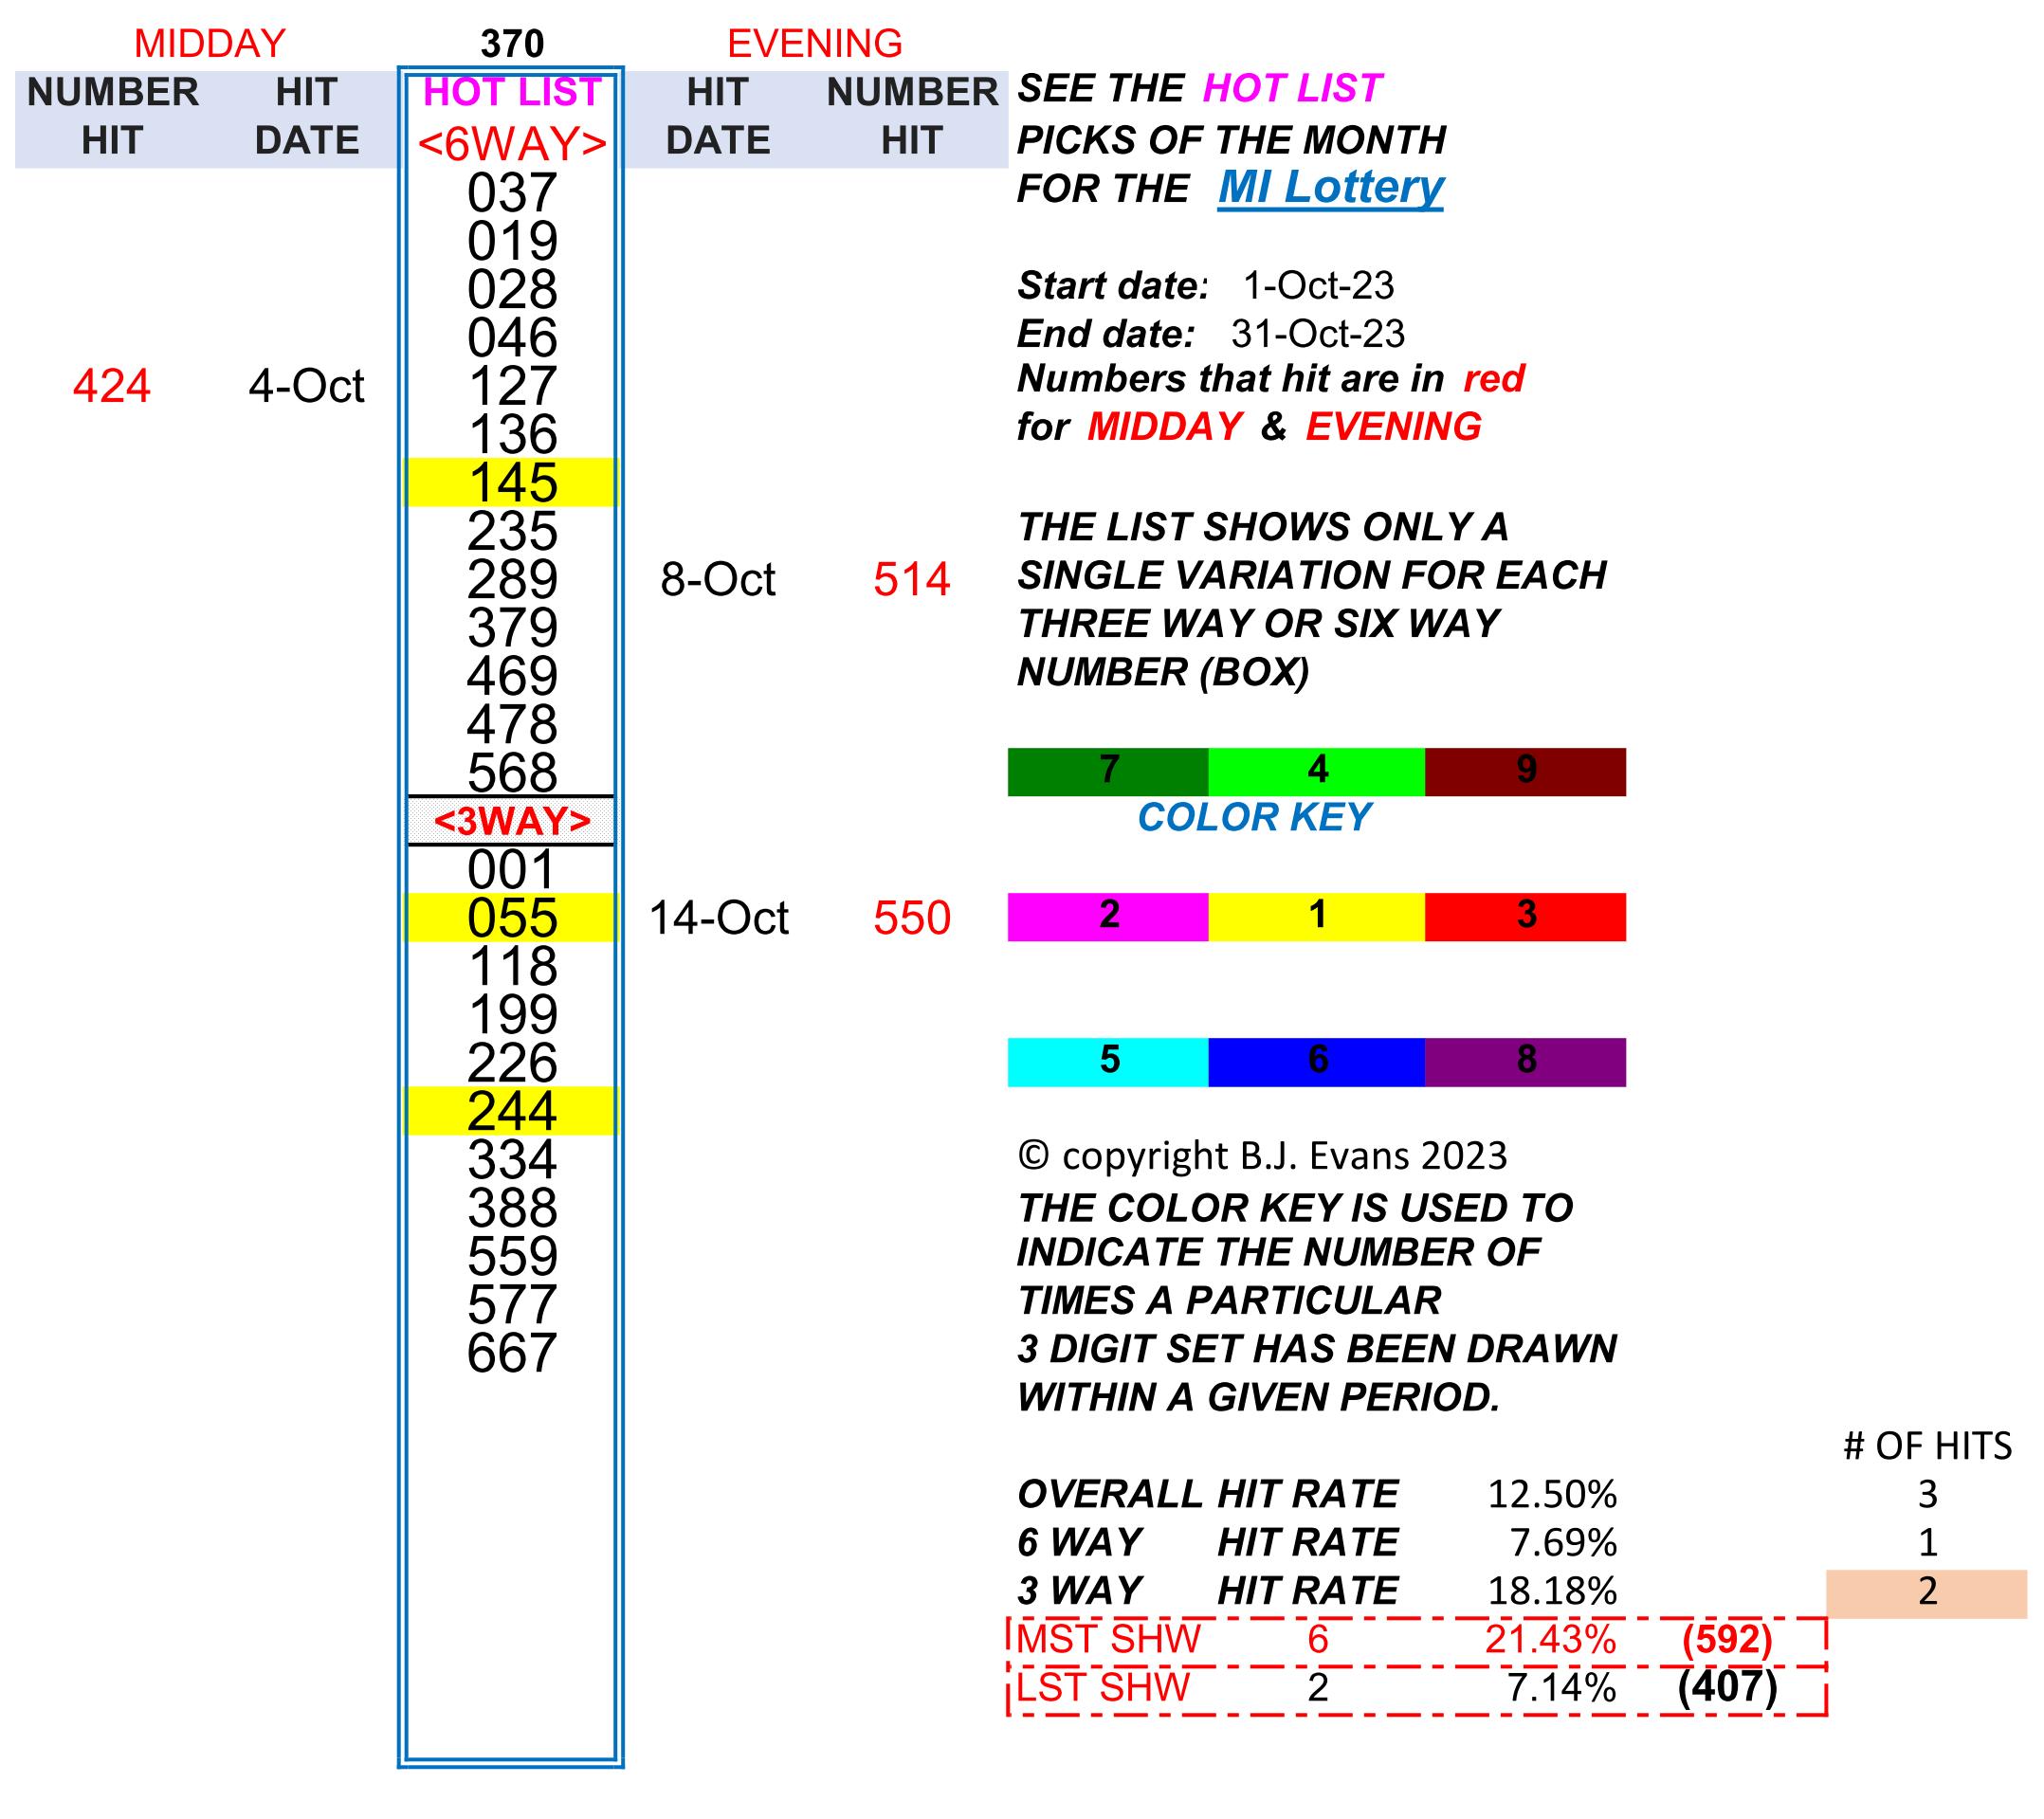 MIDDAY 370 EVENING
NUMBER HIT HOT LIST HIT NUMBER
HIT DATE <6WAY> DATE HIT
037
019
028
046
424 4-Oct 127
136
145
235
289 8-Oct 514
379
469
478
568
<3WAY>
001
055 14-Oct 550
118
199
226
244
334
388
559
577
667
SEE THE HOT LIST
PICKS OF THE MONTH
FOR THE MI Lottery
Start date: 1-Oct-23
End date: 31-Oct-23
Numbers that hit are in red
for MIDDAY & EVENING
THE LIST SHOWS ONLY A
SINGLE VARIATION FOR EACH
THREE WAY OR SIX WAY
NUMBER (BOX)
7 4 9
COLOR KEY
2 1 3
5 6 8
© copyright B.J. Evans 2023
THE COLOR KEY IS USED TO
INDICATE THE NUMBER OF
TIMES A PARTICULAR
3 DIGIT SET HAS BEEN DRAWN
WITHIN A GIVEN PERIOD.
# OF HITS
OVERALL HIT RATE 12.50% 3
6 WAY HIT RATE 7.69% 1
3 WAY HIT RATE 18.18% 2
MST SHW 6 21.43% (592)
LST SHW 2 7.14% (407)